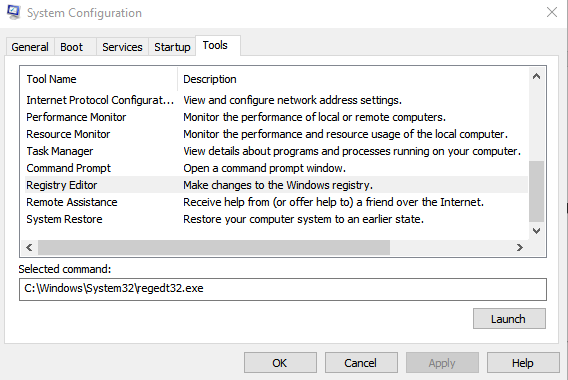 System Configuration
General Boot Services Startup Tools
Tool Name Description
Internet Protocol Configurat... View and configure network address settings.
Performance Monitor Monitor the performance of local or remote computers.
Resource Monitor Monitor the performance and resource usage of the local computer.
Task Manager View details about programs and processes running on your computer.
Command Prompt Open a command prompt window.
Registry Editor Make changes to the Windows registry.
Remote Assistance Receive help from (or offer help to) a friend over the Internet.
System Restore Restore your computer system to an earlier state.
Selected command:
C:\Windows\System32\regedt32.exe
Launch
OK Cancel Apply Help